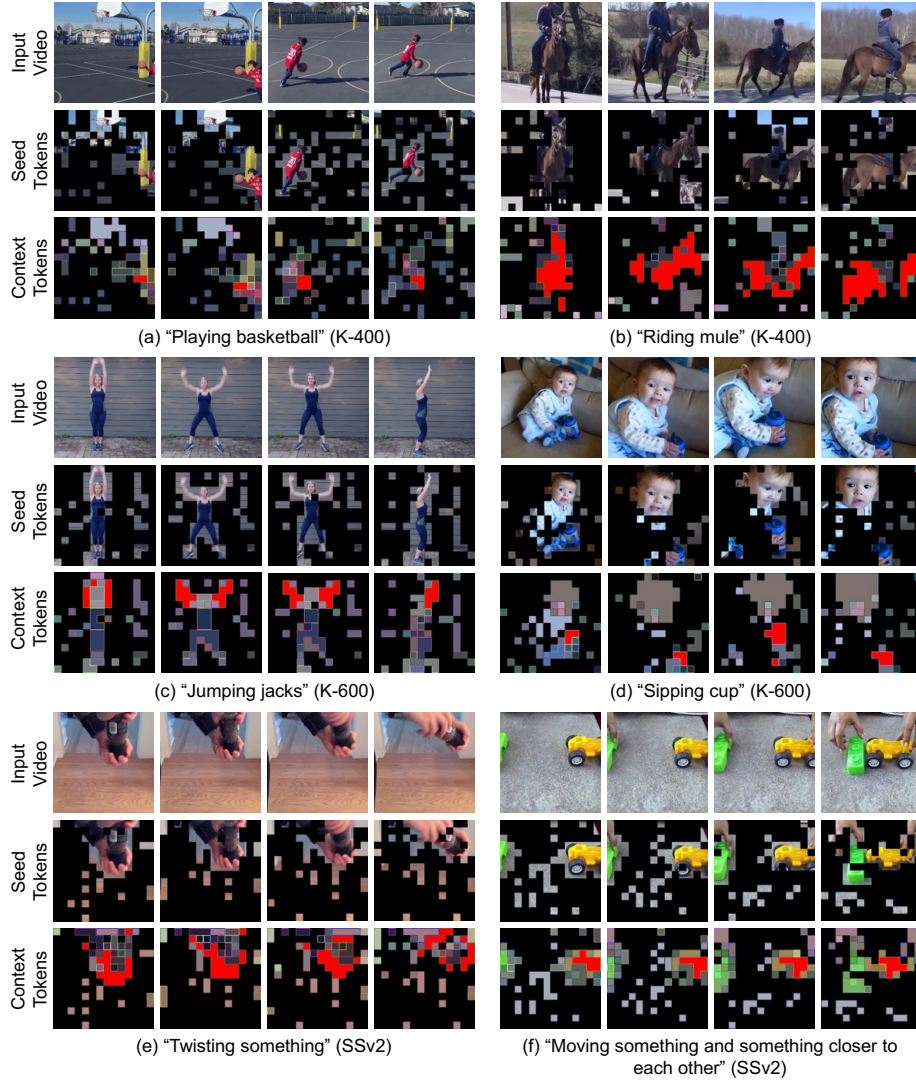 Input
Video
Seed
Tokens
Context
Tokens
(a) “Playing basketball” (K-400)
(b) “Riding mule” (K-400)
Input
Video
Seed
Tokens
Context
Tokens
(c) “Jumping jacks” (K-600)
(d) “Sipping cup” (K-600)
Input
Video
Seed
Tokens
Context
Tokens
(e) “Twisting something” (SSv2)
(f) “Moving something and something closer to
each other” (SSv2)